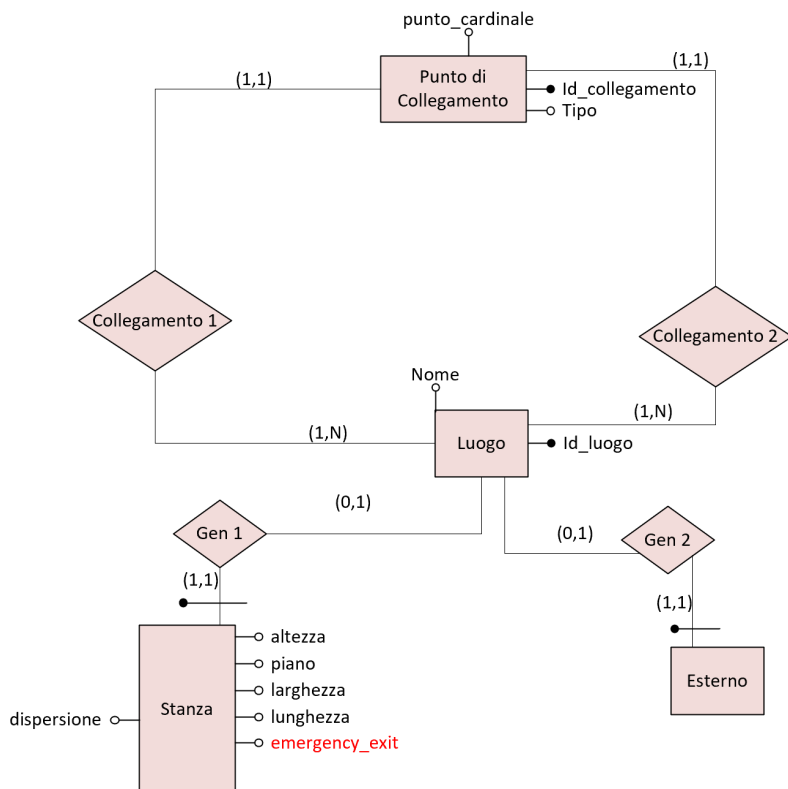 punto_cardinale
(1,1)
(1,1)
Punto di
Collegamento
Id_collegamento
Tipo
Collegamento 1
Collegamento 2
Nome
(1,N)
(1,N)
Luogo
Id_luogo
(0,1)
Gen 1
(0,1)
Gen 2
(1,1)
(1,1)
altezza
piano
Esterno
larghezza
Stanza
dispersione
lunghezza
emergency_exit